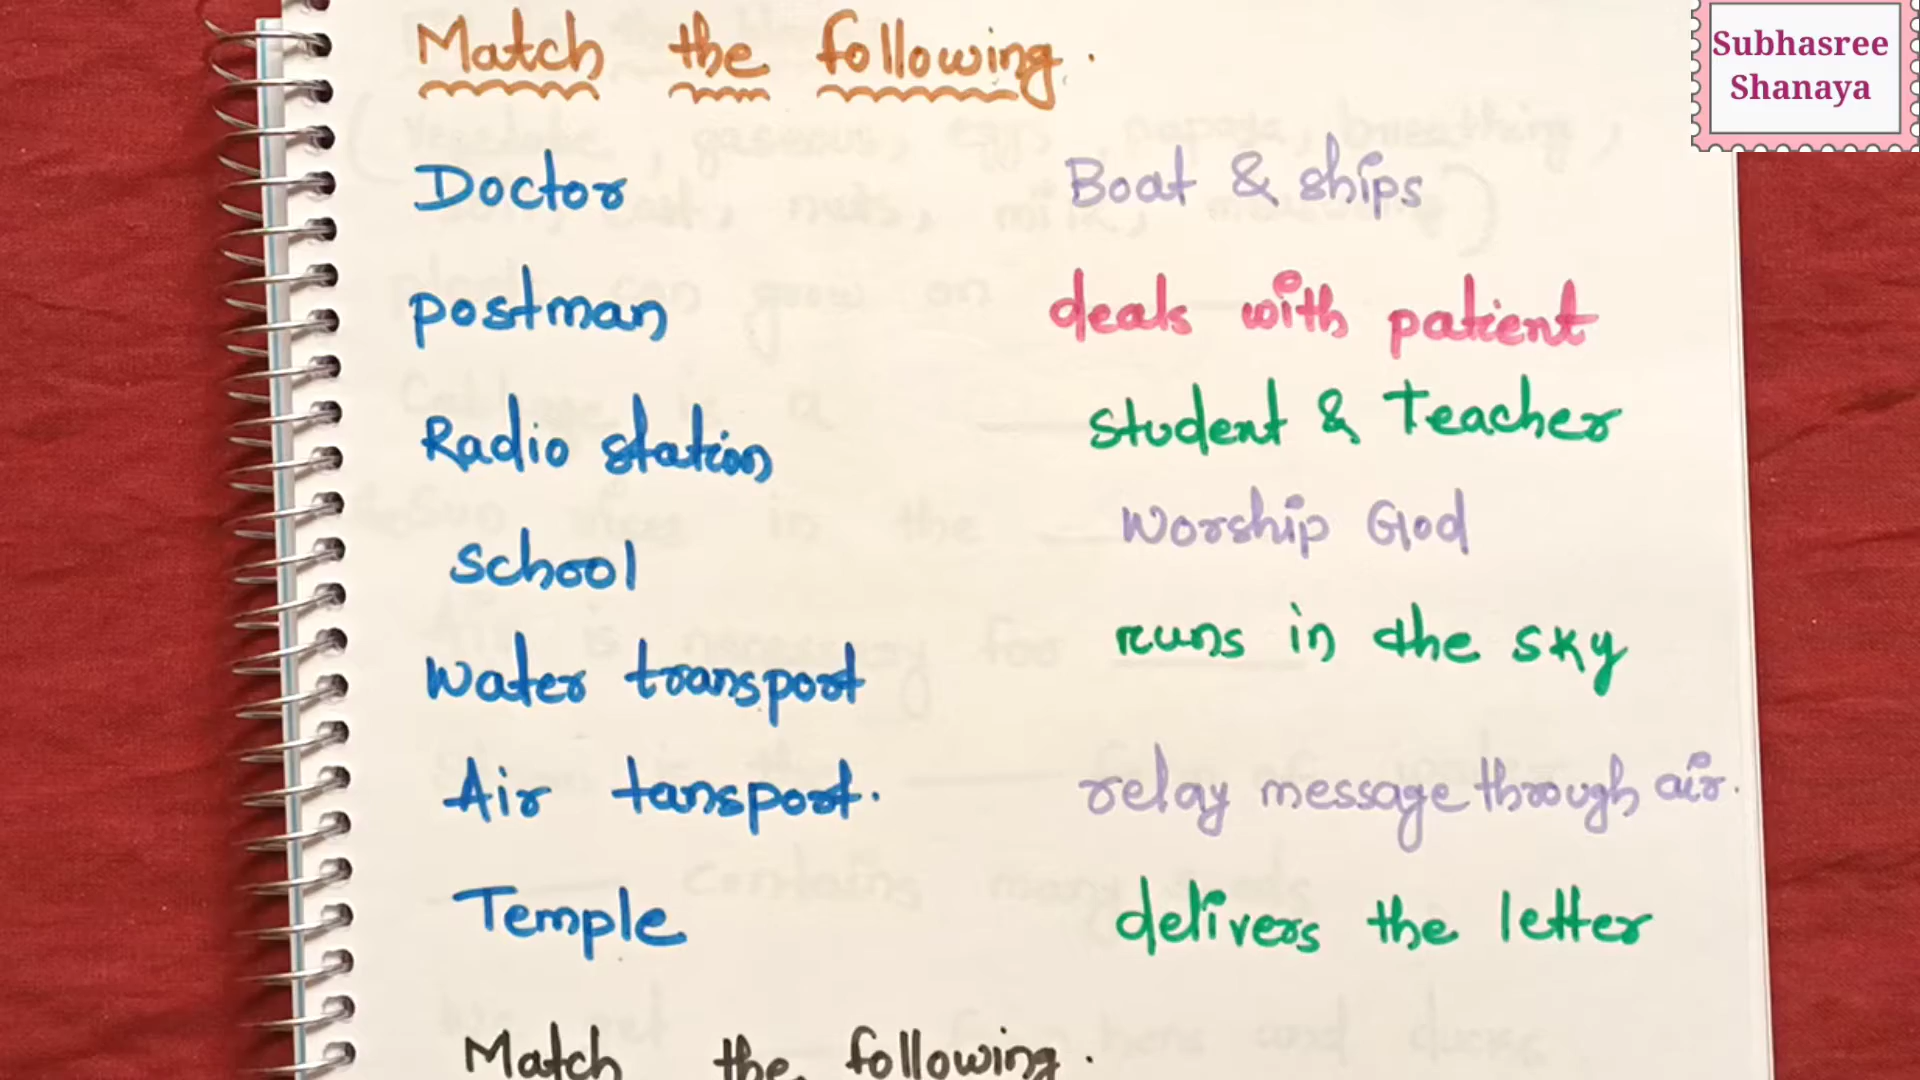 Match the following.
Subhasree
Shanaya
Doctor
Boat & ships
postman
deals with patient
Radio station
student & Teacher
school
Worship God
Water transport
runs in the sky
Air tansport.
relay message through air.
Temple
delivers the letter
Match the following.